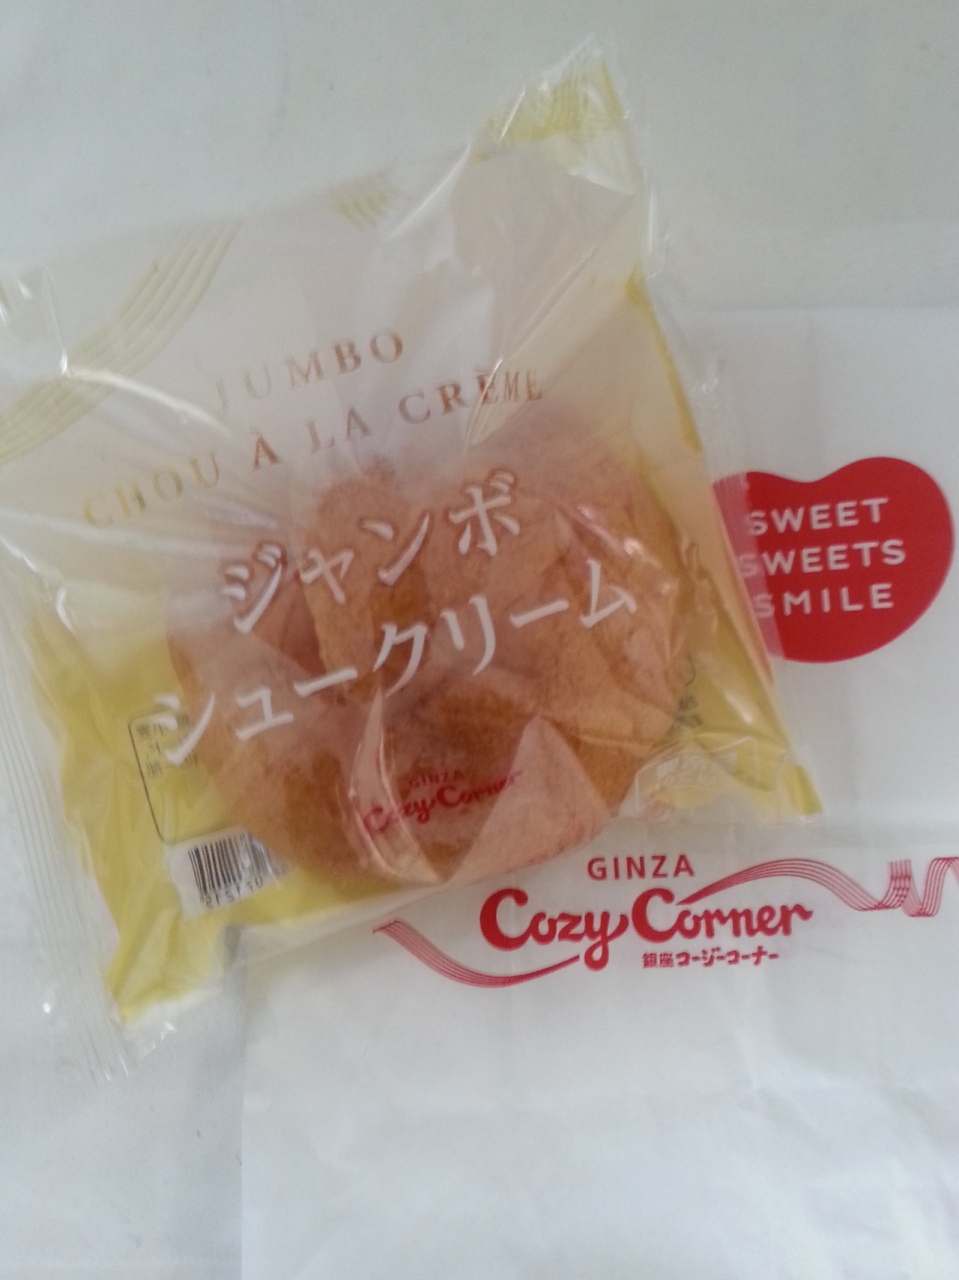 JUMBO
CHOU À LA CRÈME
ジャンボ
シュークリーム
GINZA
Cozy Corner
SWEET
SWEETS
SMILE
GINZA
Cozy Corner
銀座コージーコーナー